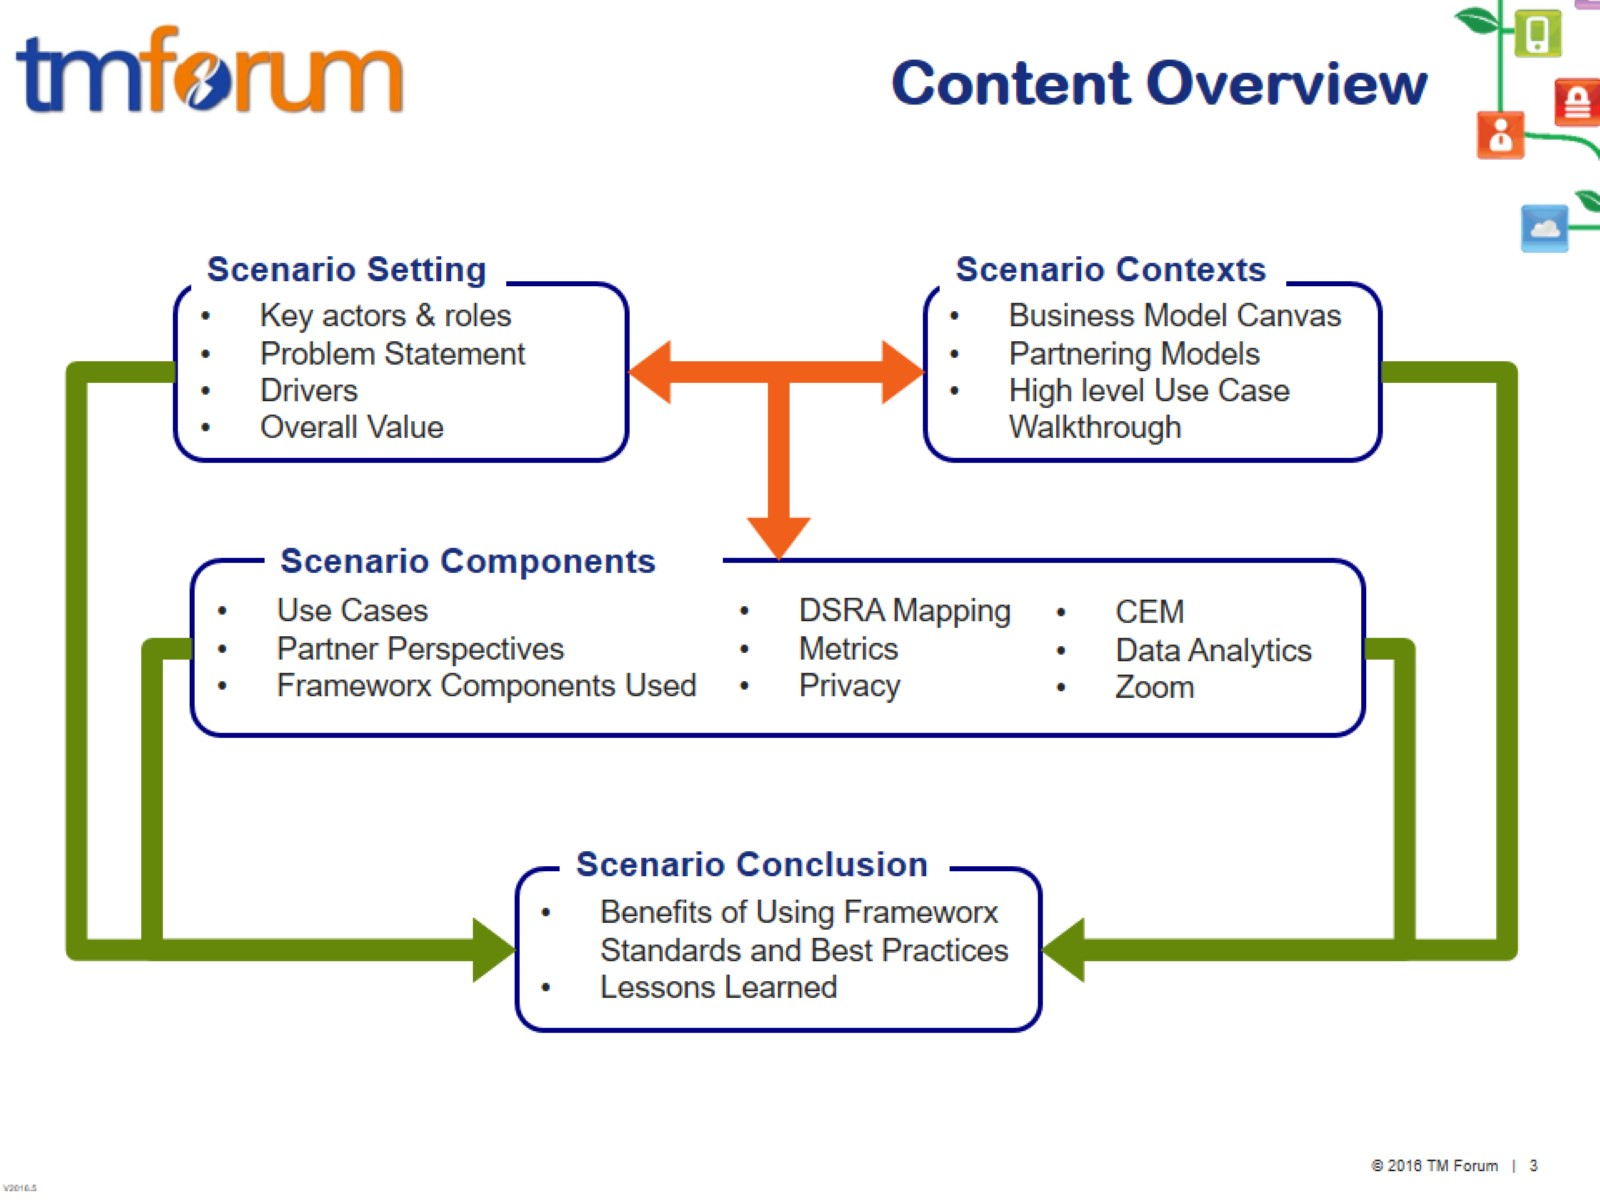 tmforum
Content Overview
Scenario Setting
• Key actors & roles
• Problem Statement
• Drivers
• Overall Value
Scenario Contexts
• Business Model Canvas
• Partnering Models
• High level Use Case
Walkthrough
Scenario Components
• Use Cases
• Partner Perspectives
• Frameworx Components Used
• DSRA Mapping
• Metrics
• Privacy
• CEM
• Data Analytics
• Zoom
Scenario Conclusion
• Benefits of Using Frameworx
Standards and Best Practices
• Lessons Learned
© 2016 TM Forum | 3
V2016.5